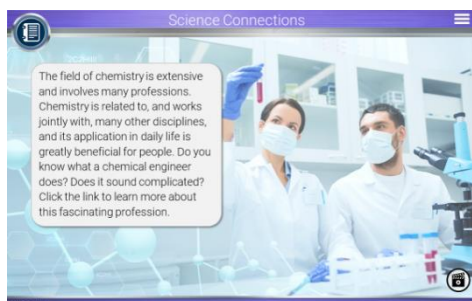 Science Connections
The field of chemistry is extensive
and involves many professions.
Chemistry is related to, and works
jointly with, many other disciplines,
and its application in daily life is
greatly beneficial for people. Do you
know what a chemical engineer
does? Does it sound complicated?
Click the link to learn more about
this fascinating profession.